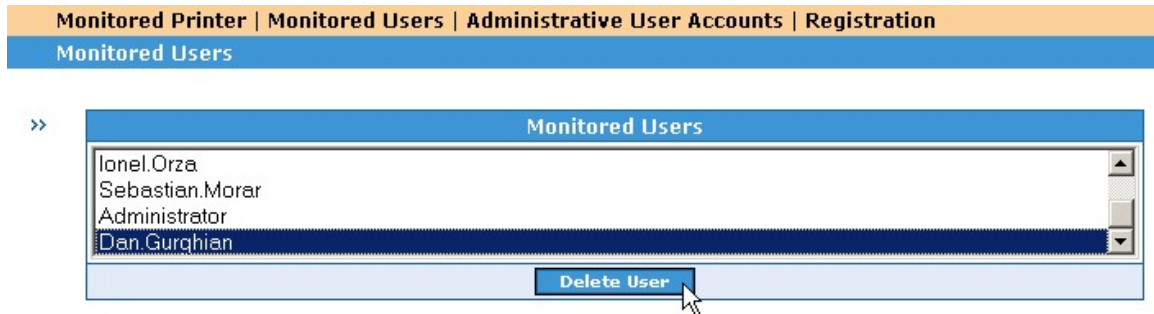 Monitored Printer | Monitored Users | Administrative User Accounts | Registration
Monitored Users
>>
Monitored Users
Ionel.Orza
Sebastian.Morar
Administrator
Dan.Gurghian
Delete User